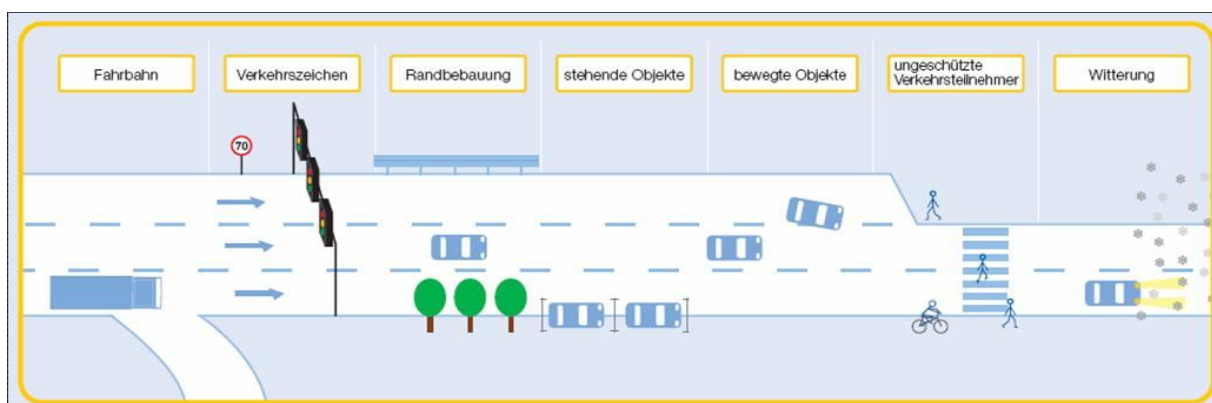 Fahrbahn
Verkehrszeichen
Randbebauung
stehende Objekte
bewegte Objekte
ungeschützte
Verkehrsteilnehmer
Witterung
70